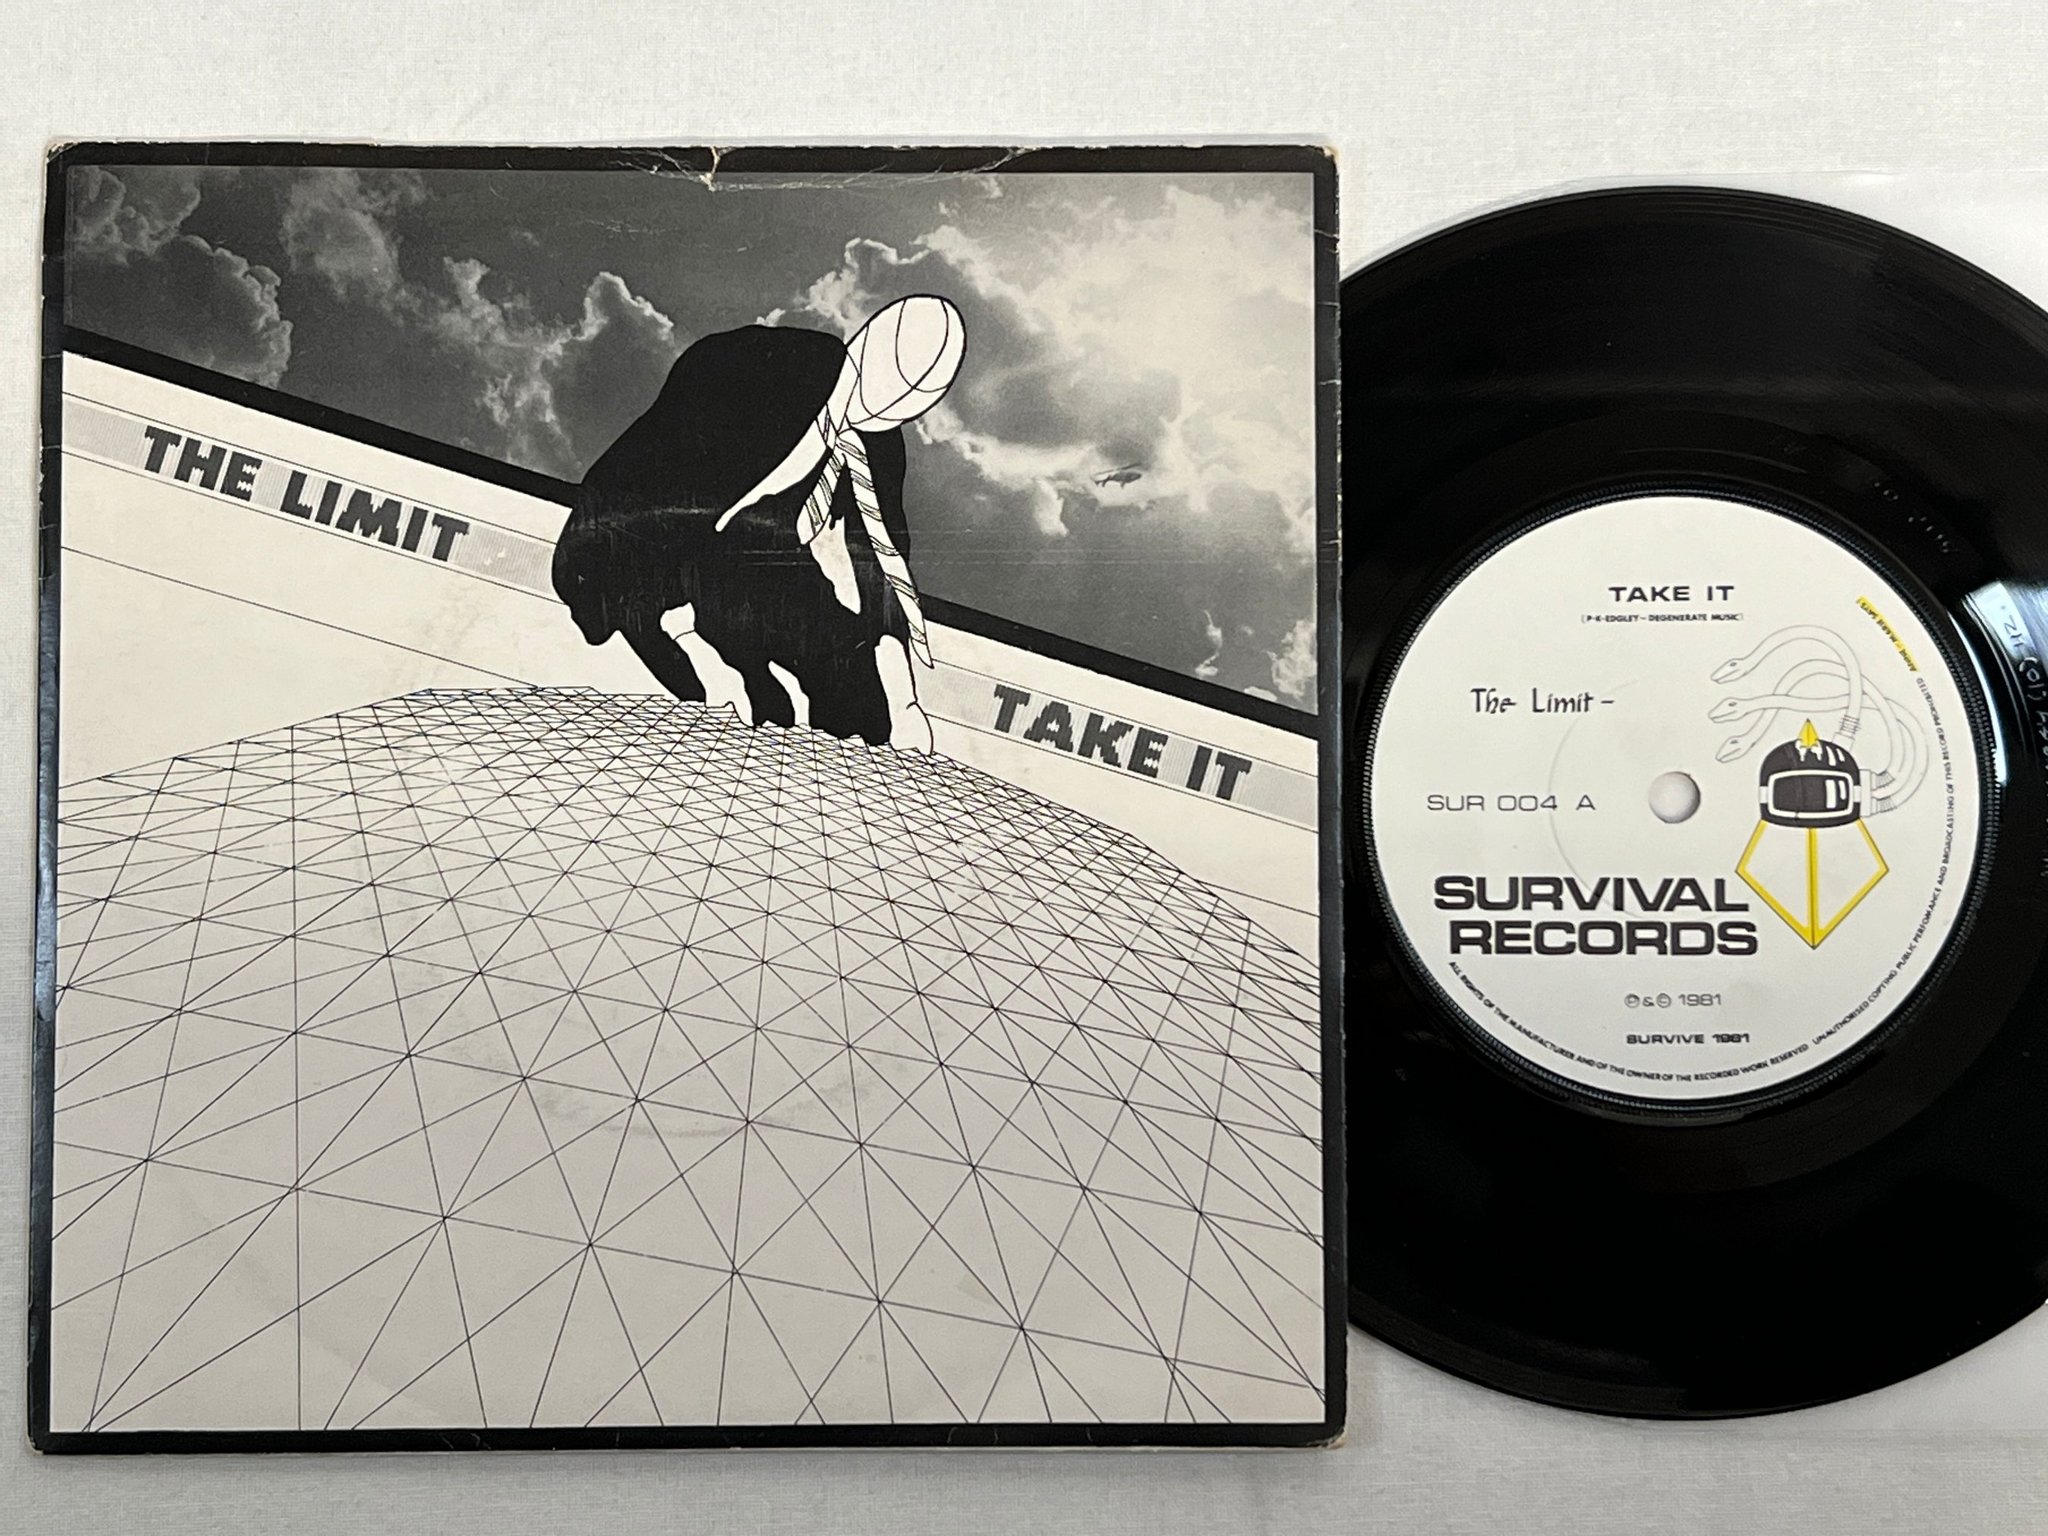 THE LIMIT
TAKE IT
TAKE IT
(P·K·EDGLEY – DEGENERATE MUSIC)
The Limit –
SUR 004 A
SURVIVAL
RECORDS
℗ & © 1981
SURVIVE 1981
ALL RIGHTS OF THE MANUFACTURER AND OF THE OWNER OF THE RECORDED WORK RESERVED UNAUTHORISED COPYING PUBLIC PERFOMANCE AND BROADCASTING OF THIS RECORD PROHIBITED